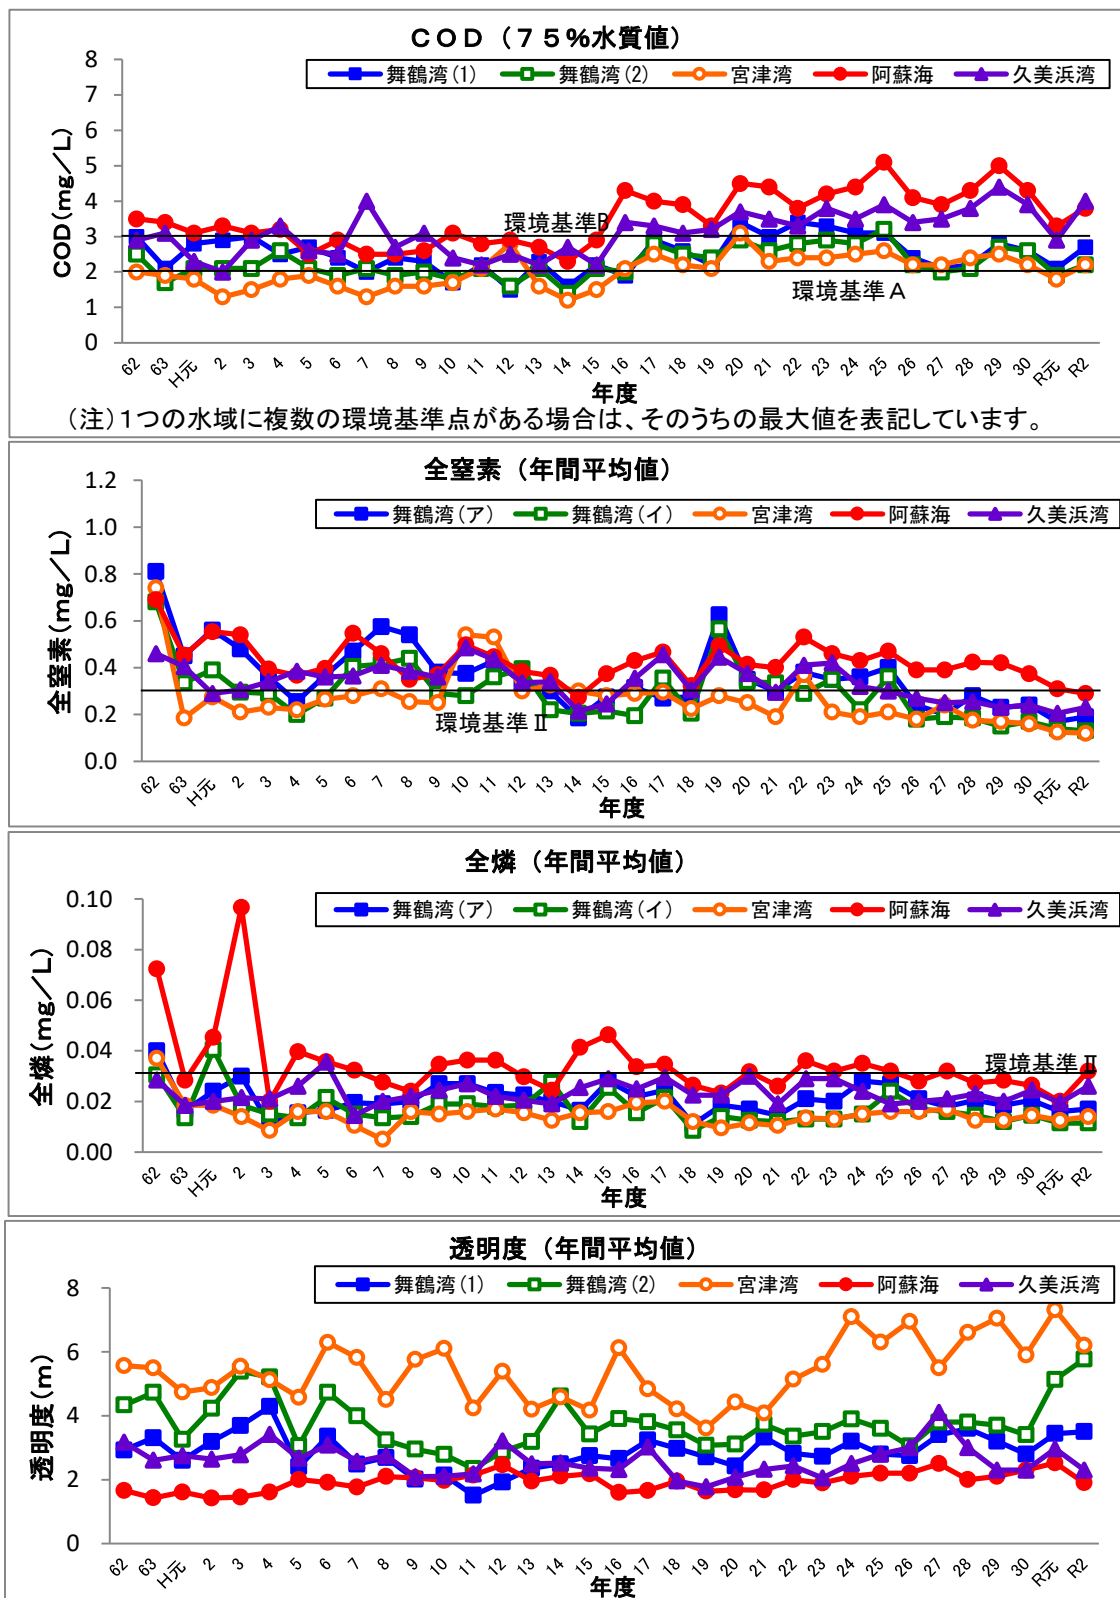 COD（75%水質値）
8
7
6
5
4
3
2
1
0
COD(mg/L)
舞鶴湾(1) 舞鶴湾(2) 宮津湾 阿蘇海 久美浜湾
環境基準B
環境基準A
62 63 H元 2 3 4 5 6 7 8 9 10 11 12 13 14 15 16 17 18 19 20 21 22 23 24 25 26 27 28 29 30 R元 R2
年度
（注）１つの水域に複数の環境基準点がある場合は、そのうちの最大値を表記しています。
全窒素（年間平均値）
1.2
1.0
0.8
0.6
0.4
0.2
0.0
全窒素(mg/L)
舞鶴湾(ア) 舞鶴湾(イ) 宮津湾 阿蘇海 久美浜湾
環境基準Ⅱ
62 63 H元 2 3 4 5 6 7 8 9 10 11 12 13 14 15 16 17 18 19 20 21 22 23 24 25 26 27 28 29 30 R元 R2
年度
全燐（年間平均値）
0.10
0.08
0.06
0.04
0.02
0.00
全燐(mg/L)
舞鶴湾(ア) 舞鶴湾(イ) 宮津湾 阿蘇海 久美浜湾
環境基準Ⅱ
62 63 H元 2 3 4 5 6 7 8 9 10 11 12 13 14 15 16 17 18 19 20 21 22 23 24 25 26 27 28 29 30 R元 R2
年度
透明度（年間平均値）
8
6
4
2
0
透明度(m)
舞鶴湾(1) 舞鶴湾(2) 宮津湾 阿蘇海 久美浜湾
62 63 H元 2 3 4 5 6 7 8 9 10 11 12 13 14 15 16 17 18 19 20 21 22 23 24 25 26 27 28 29 30 R元 R2
年度